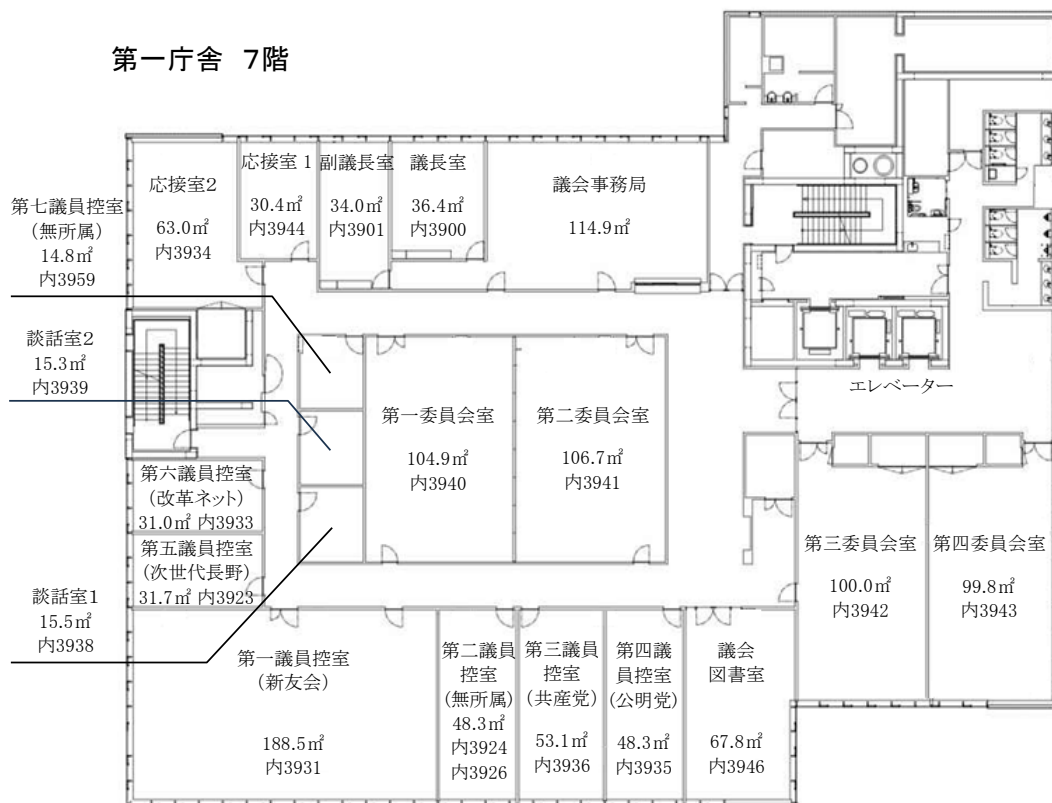 第一庁舎 7階
応接室2
63.0㎡
内3934
応接室 1
30.4㎡
内3944
副議長室
34.0㎡
内3901
議長室
36.4㎡
内3900
議会事務局
114.9㎡
第七議員控室
(無所属)
14.8㎡
内3959
談話室2
15.3㎡
内3939
エレベーター
第一委員会室
104.9㎡
内3940
第二委員会室
106.7㎡
内3941
第六議員控室
(改革ネット)
31.0㎡ 内3933
第五議員控室
(次世代長野)
31.7㎡ 内3923
第三委員会室
100.0㎡
内3942
第四委員会室
99.8㎡
内3943
談話室1
15.5㎡
内3938
第一議員控室
(新友会)
188.5㎡
内3931
第二議員
控室
(無所属)
48.3㎡
内3924
内3926
第三議員
控室
(共産党)
53.1㎡
内3936
第四議
員控室
(公明党)
48.3㎡
内3935
議会
図書室
67.8㎡
内3946